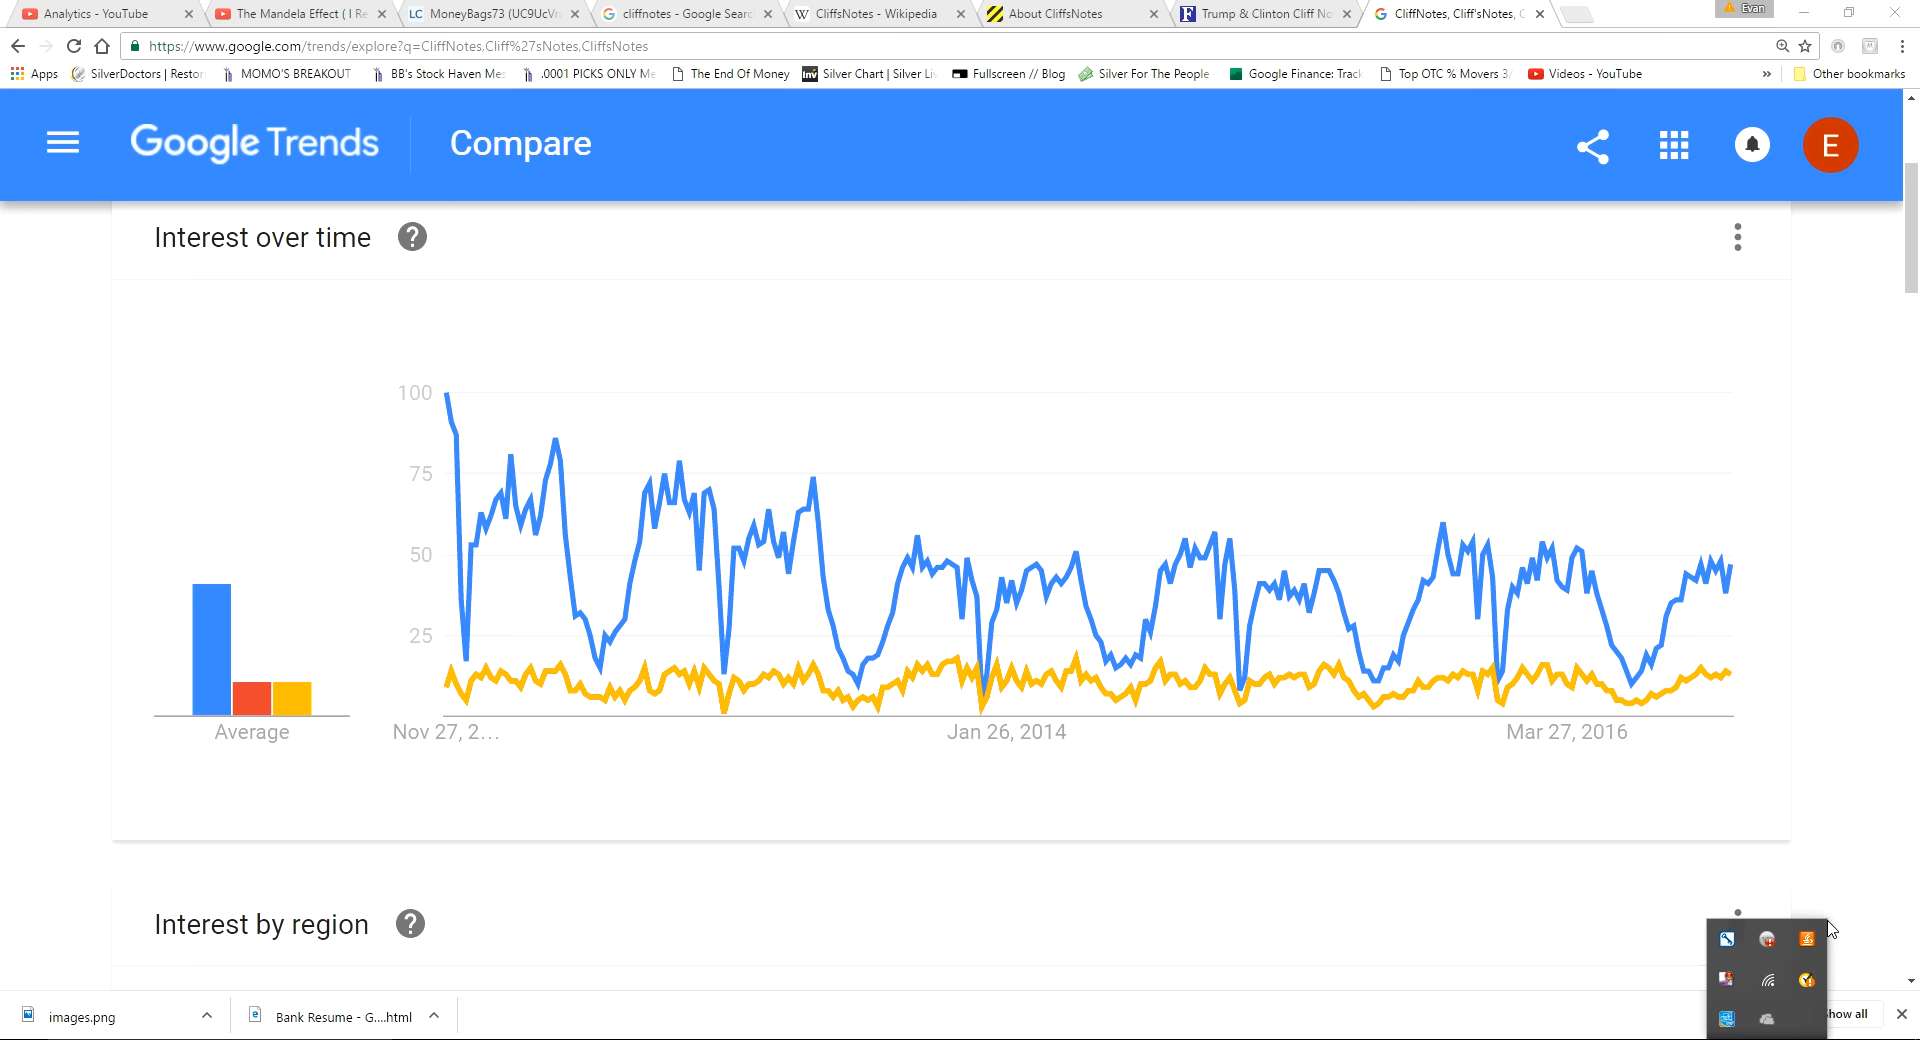 Analytics - YouTube
The Mandela Effect ( I Re
MoneyBags73 (UC9UcVr
cliffnotes - Google Searc
CliffsNotes - Wikipedia
About CliffsNotes
Trump & Clinton Cliff No
CliffNotes, Cliff'sNotes, C
Evan
https://www.google.com/trends/explore?q=CliffNotes,Cliff%27sNotes,CliffsNotes
Apps
SilverDoctors | Restor
MOMO'S BREAKOUT
BB's Stock Haven Mes
.0001 PICKS ONLY Me
The End Of Money
Silver Chart | Silver Li
Fullscreen // Blog
Silver For The People
Google Finance: Track
Top OTC % Movers 3/
Videos - YouTube
»
Other bookmarks
Google Trends
Compare
E
Interest over time ?
100
75
50
25
Average
Nov 27, 2...
Jan 26, 2014
Mar 27, 2016
Interest by region ?
images.png
Bank Resume - G....html
Show all